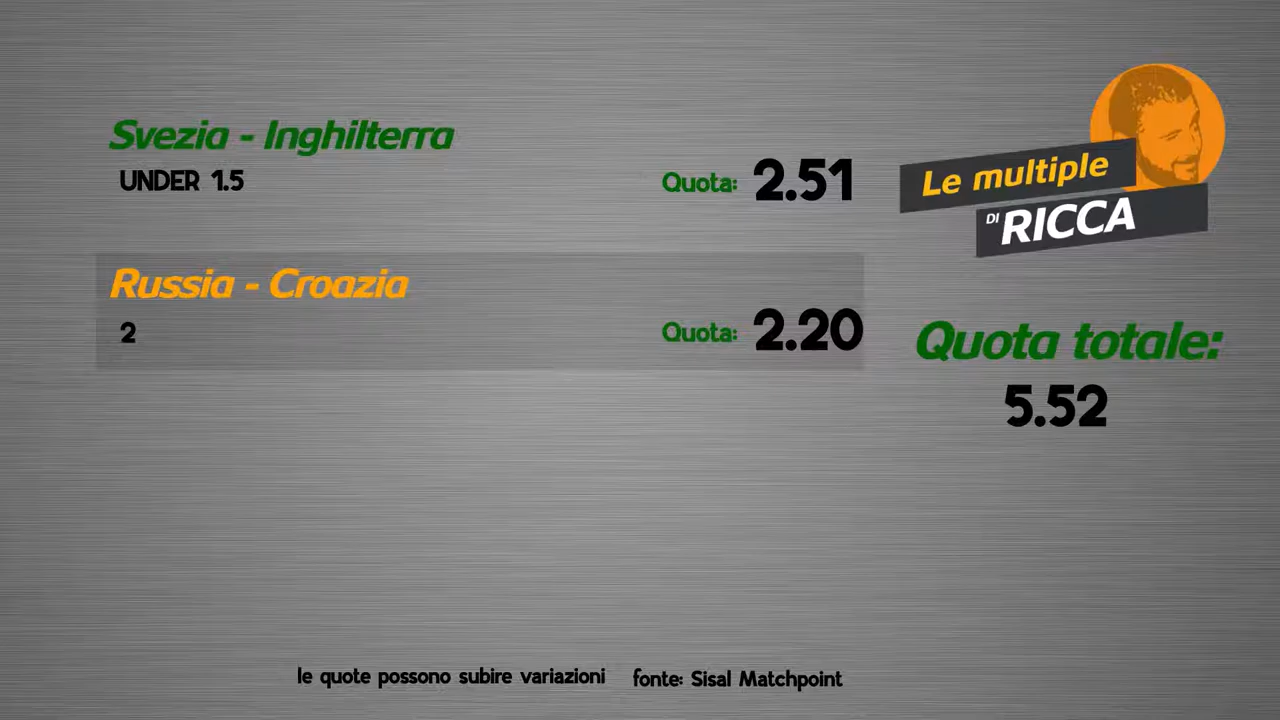 Svezia - Inghilterra
UNDER 1.5
Quota: 2.51
Le multiple
DI RICCA
Russia - Croazia
2
Quota: 2.20
Quota totale:
5.52
le quote possono subire variazioni fonte: Sisal Matchpoint